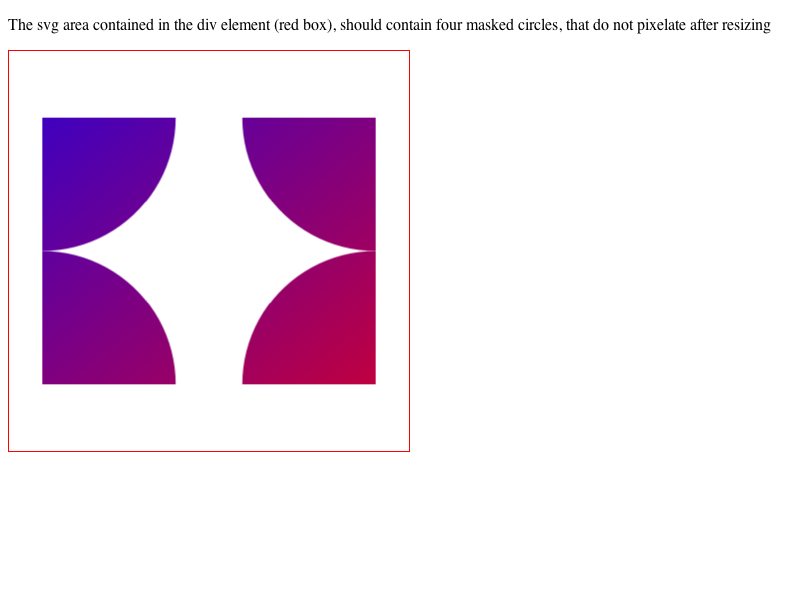 The svg area contained in the div element (red box), should contain four masked circles, that do not pixelate after resizing